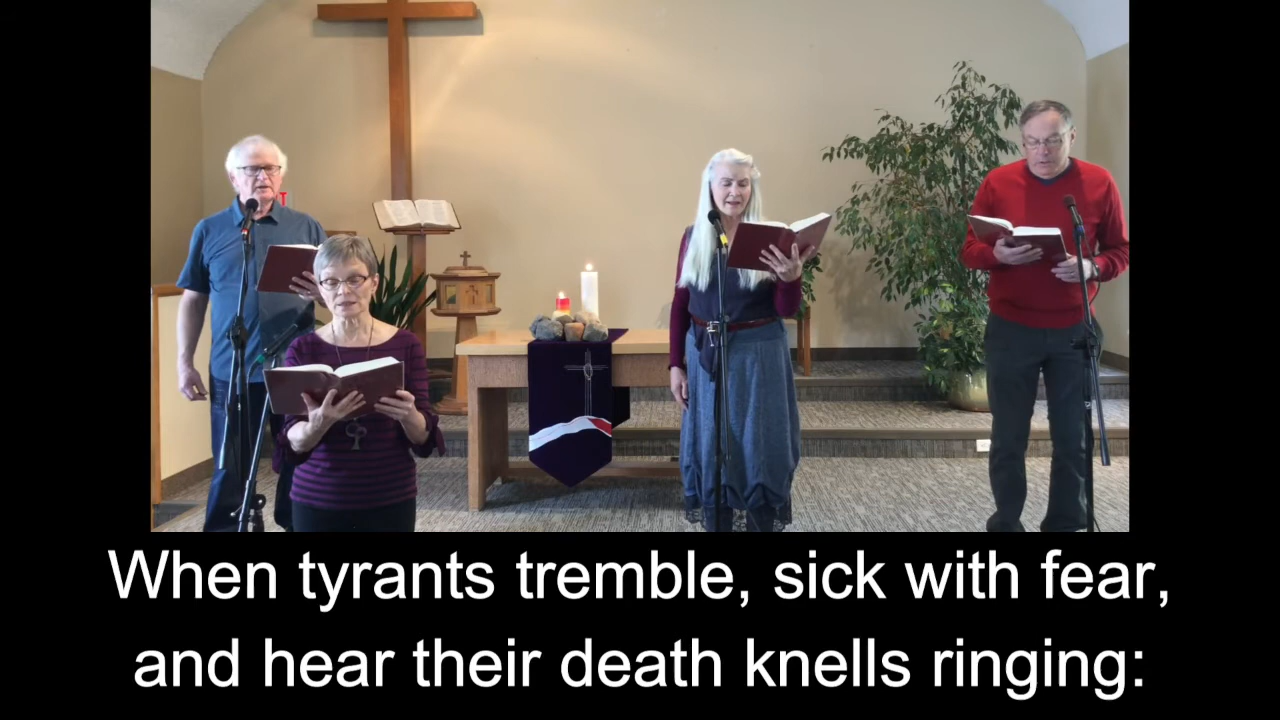 When tyrants tremble, sick with fear,
and hear their death knells ringing: